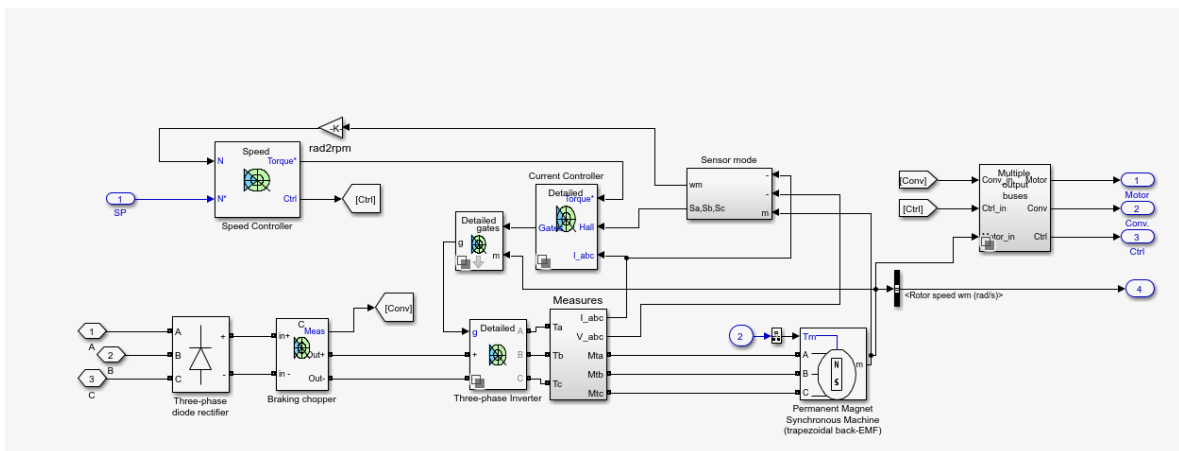 -K-
rad2rpm
Speed
N
Torque*
N*
Ctrl
Speed Controller
1
SP
[Ctrl]
Current Controller
Detailed
Torque*
Gates
Hall
I_abc
Detailed
gates
g
m
Sensor mode
wm
-
-
Sa,Sb,Sc
m
[Conv]
[Ctrl]
Multiple
output
buses
Conv_in
Motor
Ctrl_in
Conv
Motor_in
Ctrl
1
Motor
2
Conv.
3
Ctrl
<Rotor speed wm (rad/s)>
4
1
A
2
B
3
C
A
B
C
+
-
Three-phase
diode rectifier
C
Meas
in+
Out+
in -
Out-
Braking chopper
[Conv]
Detailed
g
A
+
B
-
C
Three-phase Inverter
Measures
Ta
Tb
Tc
I_abc
V_abc
Mta
Mtb
Mtc
2
Tm
A
B
C
m
N
S
Permanent Magnet
Synchronous Machine
(trapezoidal back-EMF)